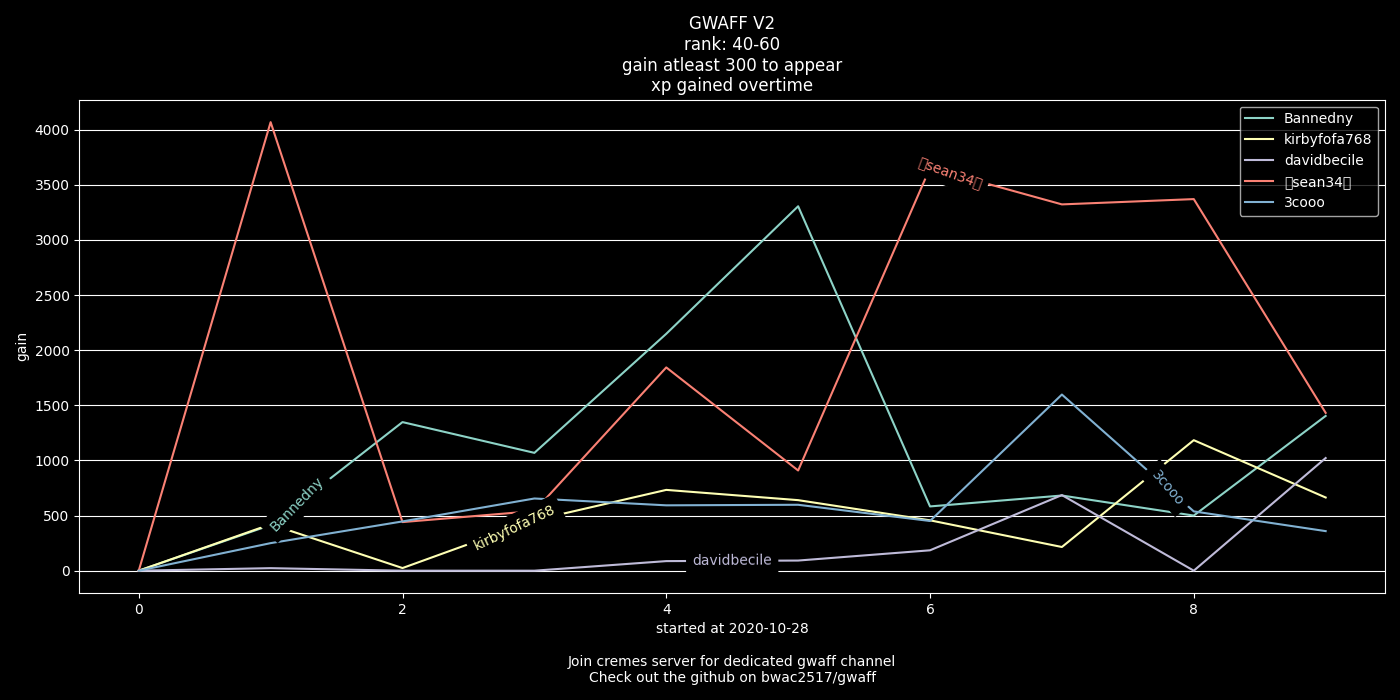 GWAFF V2
rank: 40-60
gain atleast 300 to appear
xp gained overtime
4000
3500
3000
2500
2000
1500
1000
500
0
gain
Bannedny
kirbyfofa768
davidbecile
sean34
3cooo
Bannedny
kirbyfofa768
davidbecile
sean34
3cooo
0
2
4
6
8
started at 2020-10-28
Join cremes server for dedicated gwaff channel
Check out the github on bwac2517/gwaff